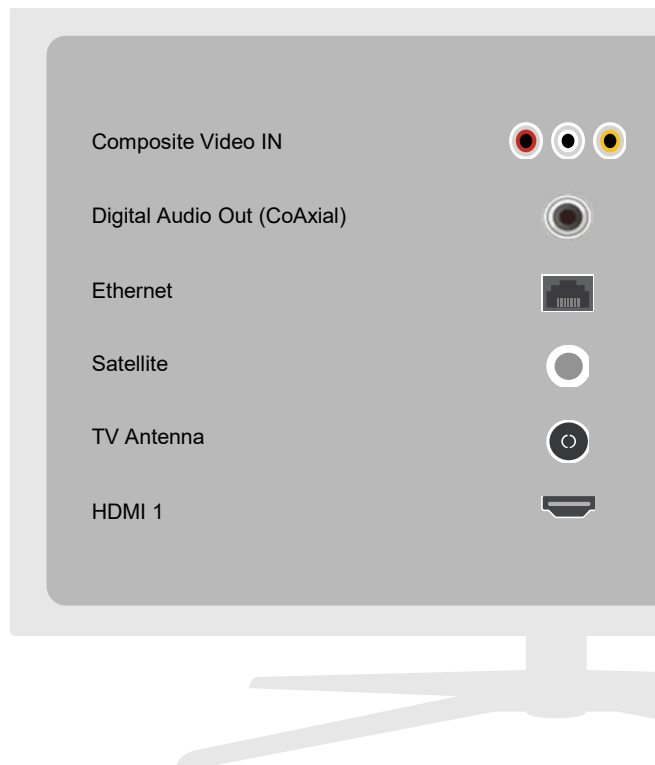 Composite Video IN
Digital Audio Out (CoAxial)
Ethernet
Satellite
TV Antenna
HDMI 1